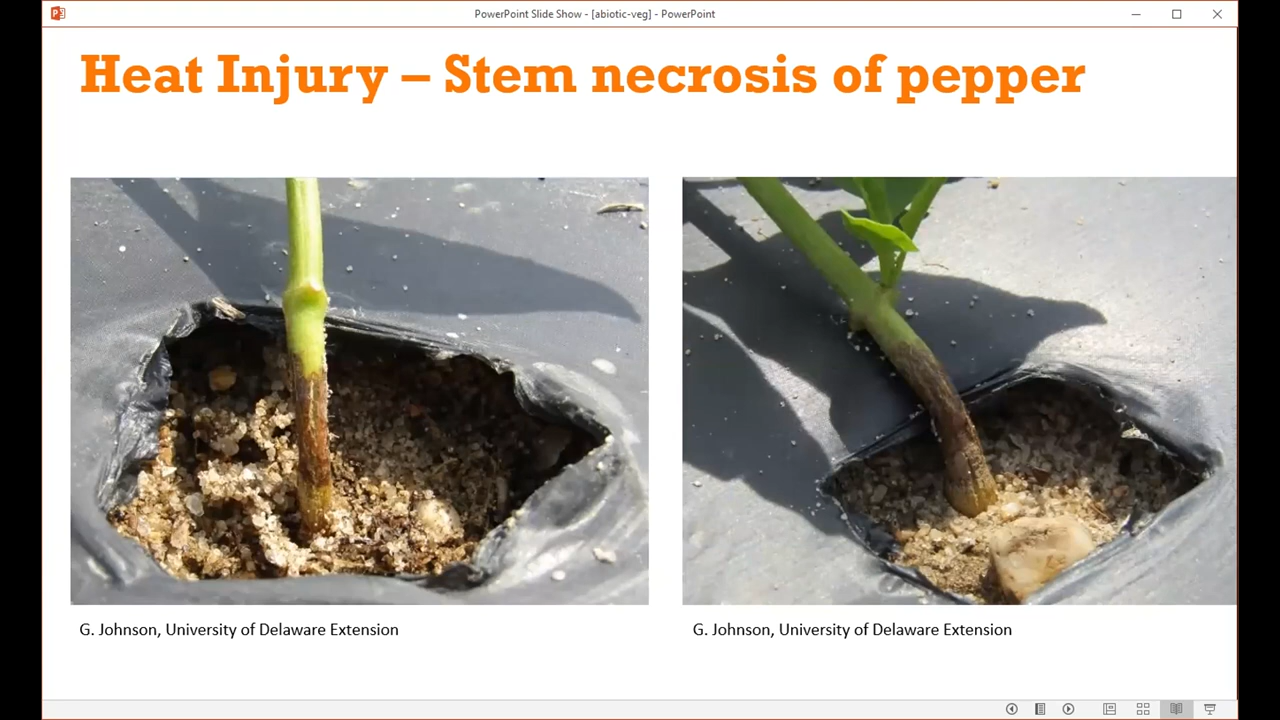 PowerPoint Slide Show - [abiotic-veg] - PowerPoint
Heat Injury – Stem necrosis of pepper
G. Johnson, University of Delaware Extension
G. Johnson, University of Delaware Extension